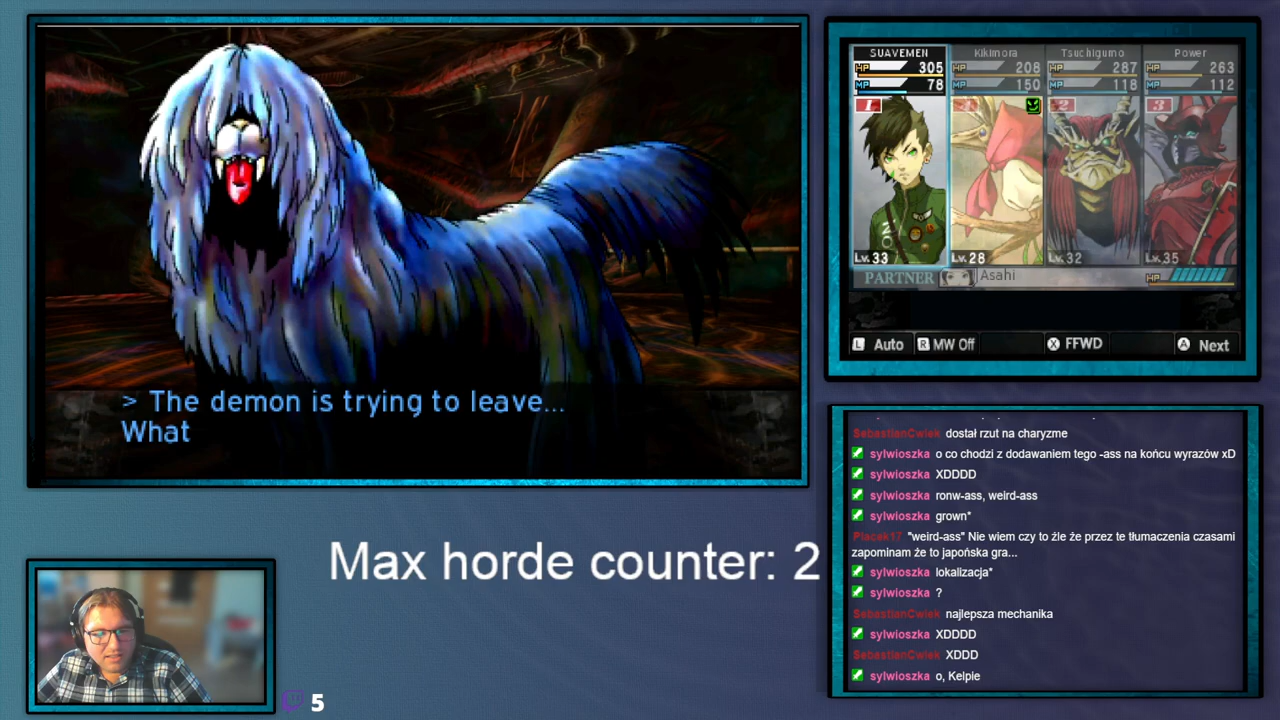 > The demon is trying to leave...
What
Max horde counter: 2
5
SUAVEMEN
HP 305
MP 78
1
Lv.33
Kikimora
HP 208
MP 150
Lv.28
Tsuchigumo
HP 287
MP 118
2
Lv.32
Power
HP 263
MP 112
3
Lv.35
PARTNER Asahi HP
L Auto R MW Off X FFWD A Next
SebastianCwiek dostał rzut na charyzme
sylwioszka o co chodzi z dodawaniem tego -ass na końcu wyrazów xD
sylwioszka XDDDD
sylwioszka ronw-ass, weird-ass
sylwioszka grown*
Placek17 "weird-ass" Nie wiem czy to źle że przez te tłumaczenia czasami
zapominam że to japońska gra...
sylwioszka lokalizacja*
sylwioszka ?
SebastianCwiek najlepsza mechanika
sylwioszka XDDDD
SebastianCwiek XDDD
sylwioszka o, Kelpie